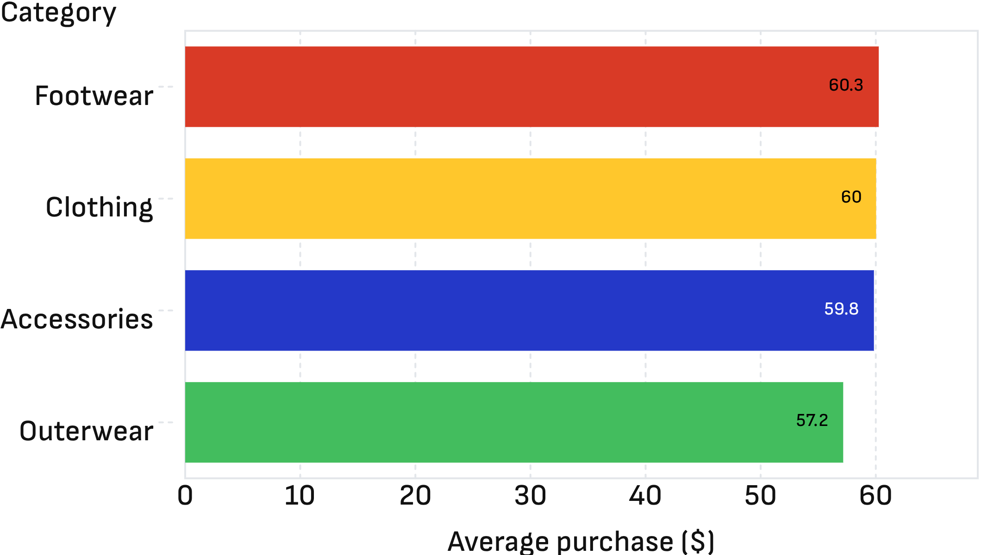 Category
Footwear
60.3
Clothing
60
Accessories
59.8
Outerwear
57.2
0 10 20 30 40 50 60
Average purchase ($)